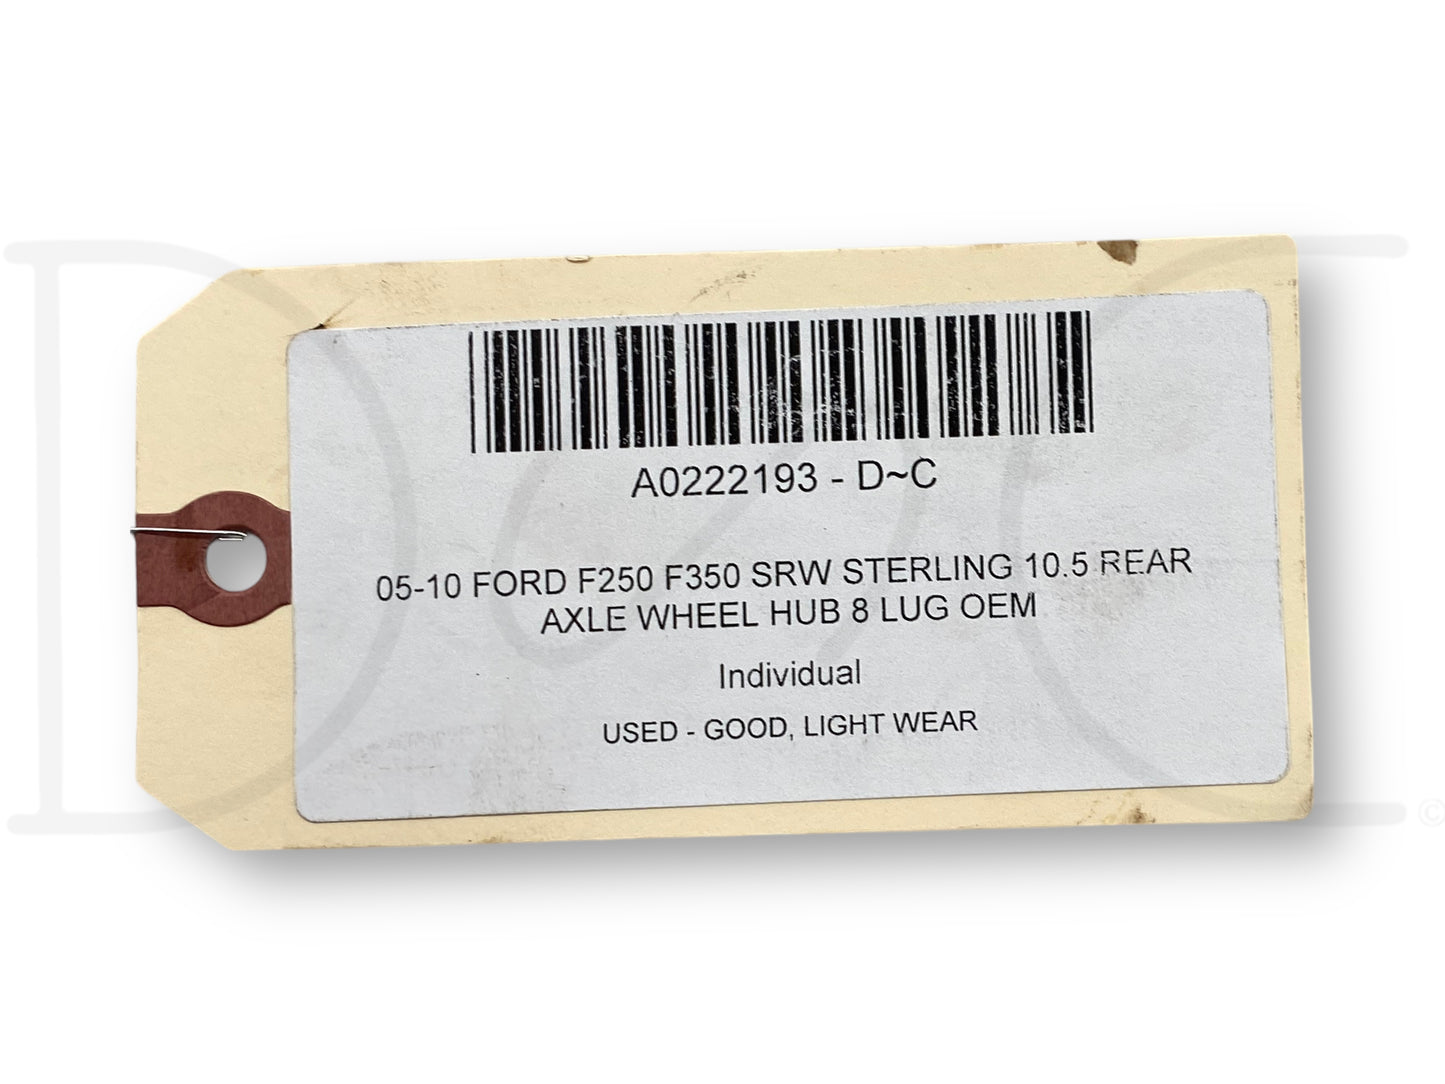 A0222193 - D~C
05-10 FORD F250 F350 SRW STERLING 10.5 REAR
AXLE WHEEL HUB 8 LUG OEM
Individual
USED - GOOD, LIGHT WEAR
©